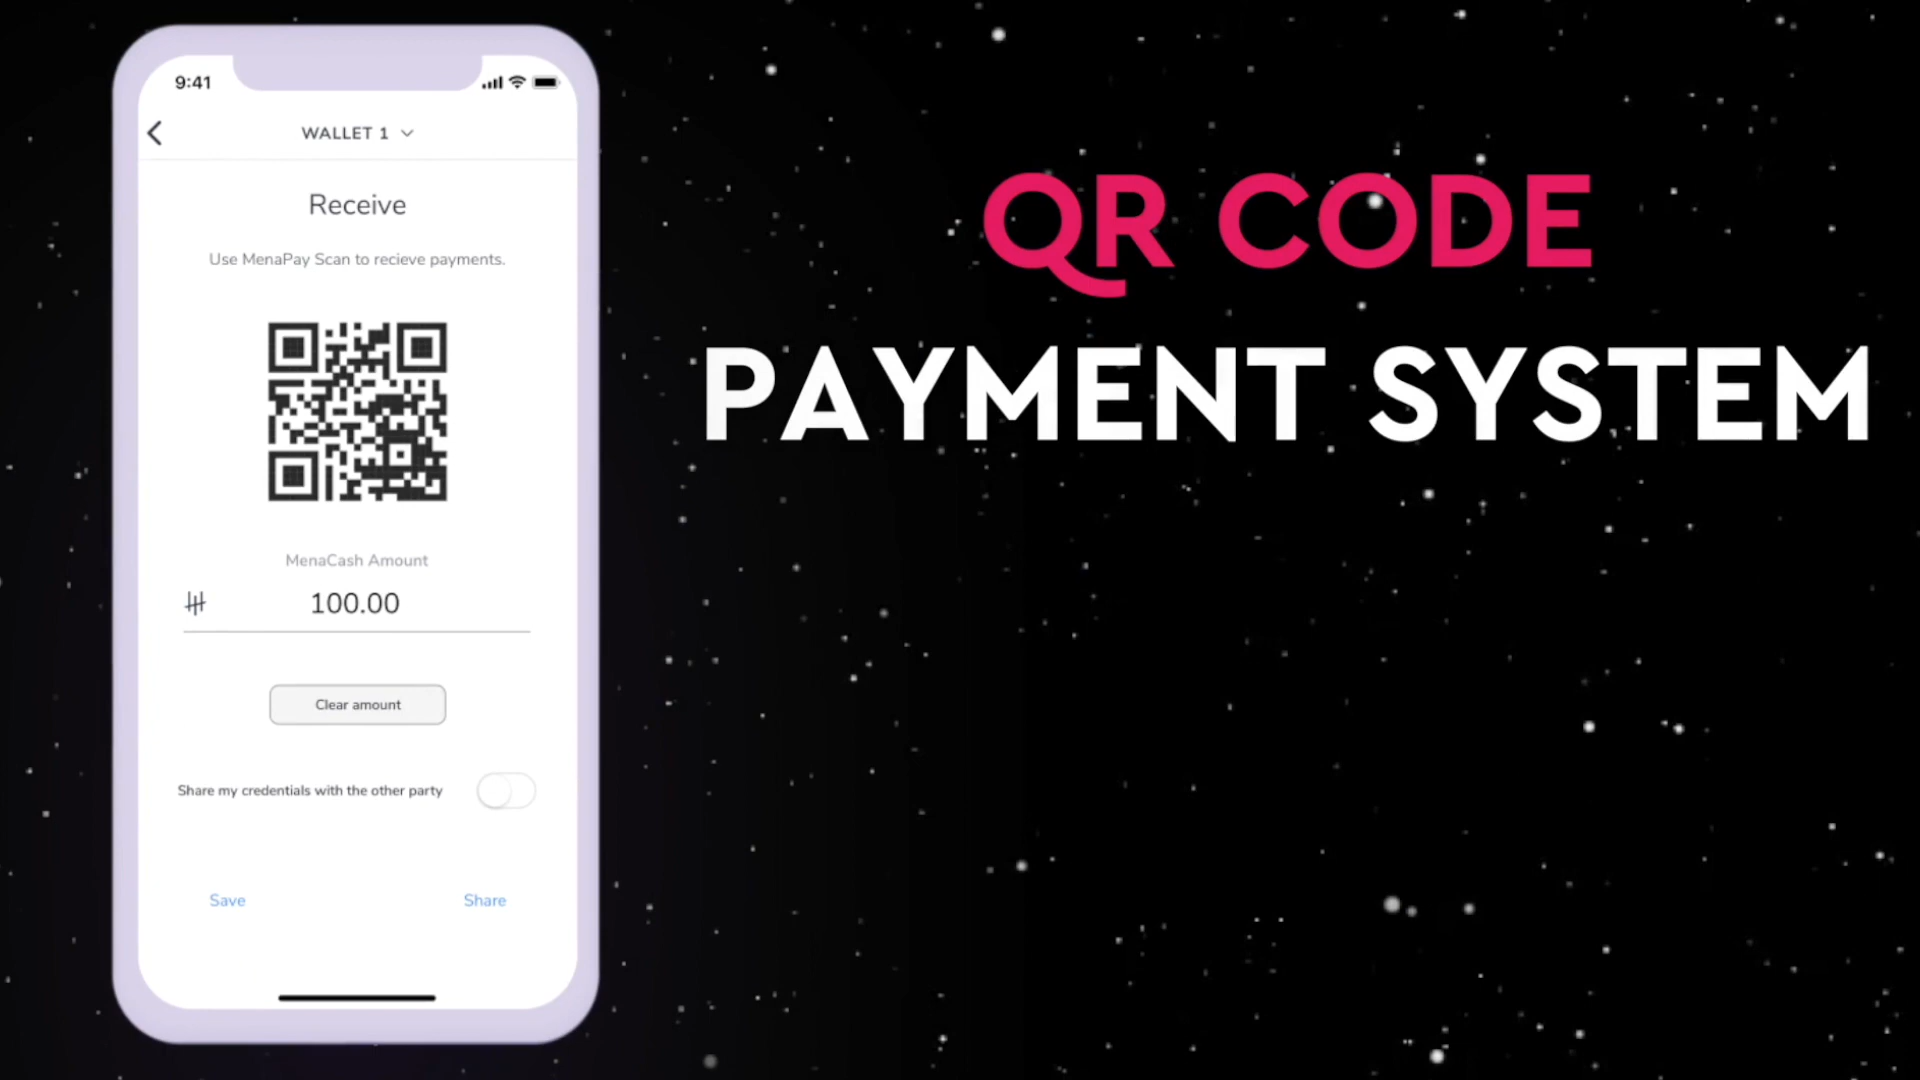 9:41
WALLET 1
Receive
Use MenaPay Scan to recieve payments.
MenaCash Amount
100.00
Clear amount
Share my credentials with the other party
Save
Share
QR CODE
PAYMENT SYSTEM